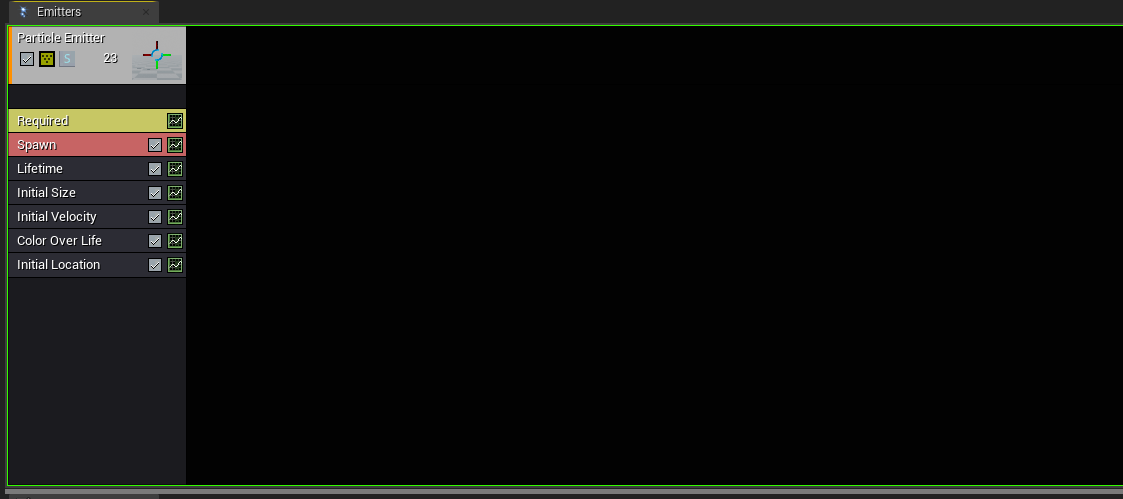 Emitters
Particle Emitter
S 23
Required
Spawn
Lifetime
Initial Size
Initial Velocity
Color Over Life
Initial Location